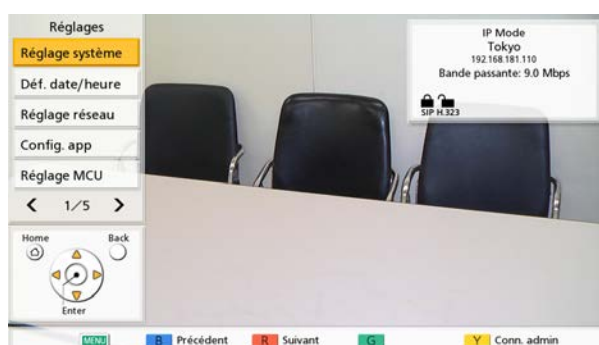 Réglages
Réglage système
Déf. date/heure
Réglage réseau
Config. app
Réglage MCU
1/5
IP Mode
Tokyo
192.168.181.110
Bande passante: 9.0 Mbps
SIP H.323
Home
Back
Enter
MENU
B Précédent
R Suivant
G
Y Conn. admin